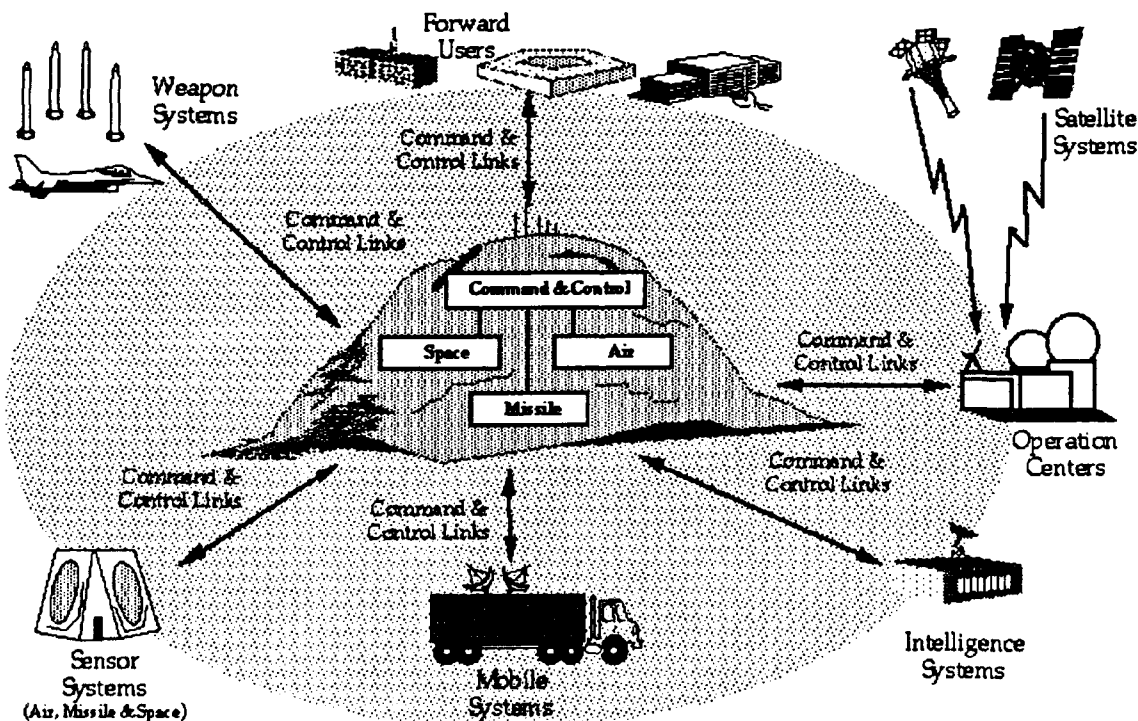 Forward
Users
Weapon
Systems
Satellite
Systems
Command &
Control Links
Command &
Control Links
Command & Control
Space
Air
Missile
Command &
Control Links
Operation
Centers
Command &
Control Links
Command &
Control Links
Command &
Control Links
Sensor
Systems
(Air, Missile & Space)
Mobile
Systems
Intelligence
Systems